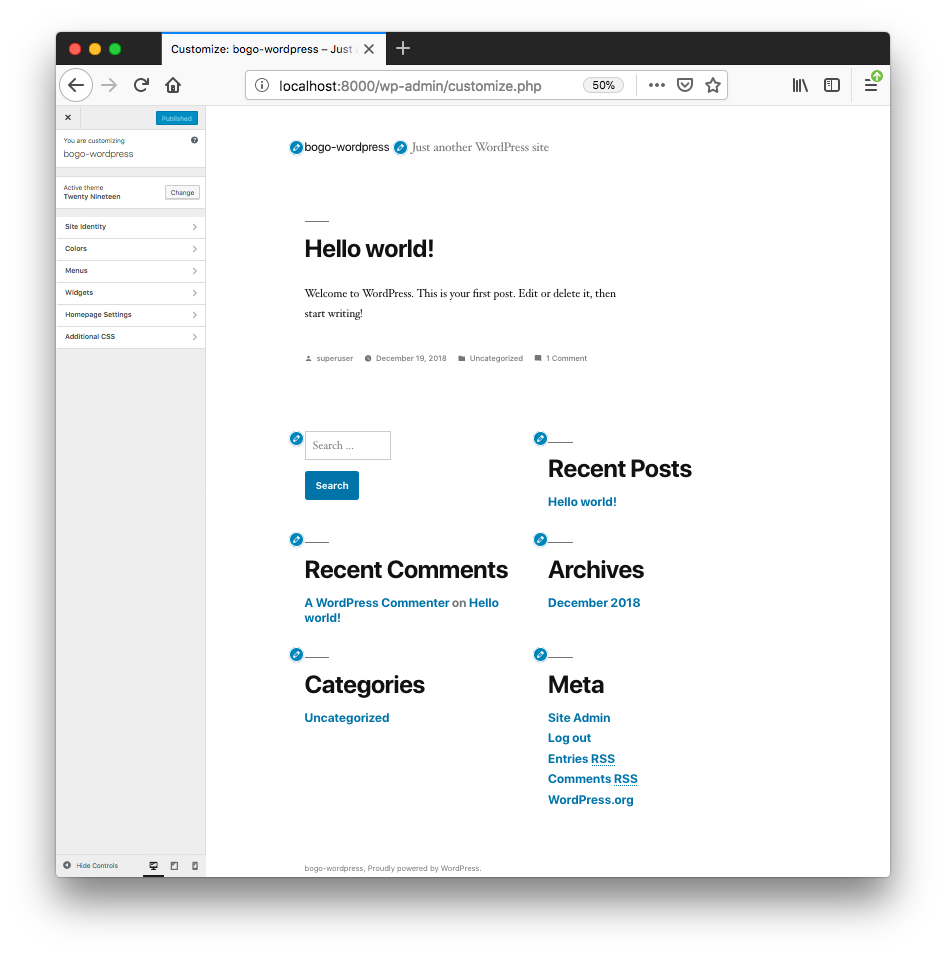 Customize: bogo-wordpress – Just
localhost:8000/wp-admin/customize.php
50%
Published
You are customizing
bogo-wordpress
Active theme
Twenty Nineteen
Change
Site Identity
Colors
Menus
Widgets
Homepage Settings
Additional CSS
Hide Controls
bogo-wordpress
Just another WordPress site
Hello world!
Welcome to WordPress. This is your first post. Edit or delete it, then
start writing!
superuser December 19, 2018 Uncategorized 1 Comment
Search ...
Search
Recent Posts
Hello world!
Recent Comments
A WordPress Commenter on Hello
world!
Archives
December 2018
Categories
Uncategorized
Meta
Site Admin
Log out
Entries RSS
Comments RSS
WordPress.org
bogo-wordpress, Proudly powered by WordPress.